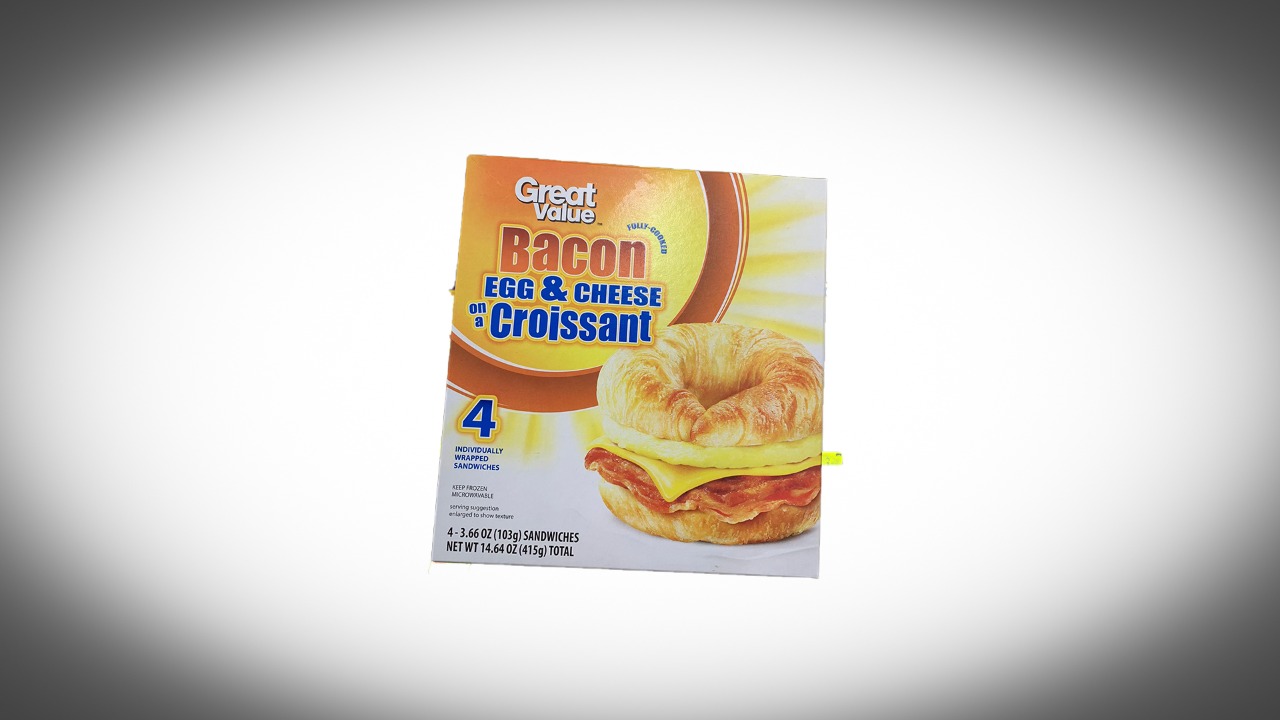 Great
Value™
FULLY-COOKED
Bacon
EGG & CHEESE
on a Croissant
4
INDIVIDUALLY
WRAPPED
SANDWICHES
KEEP FROZEN
MICROWAVABLE
serving suggestion
enlarged to show texture
4 - 3.66 OZ (103g) SANDWICHES
NET WT 14.64 OZ (415g) TOTAL